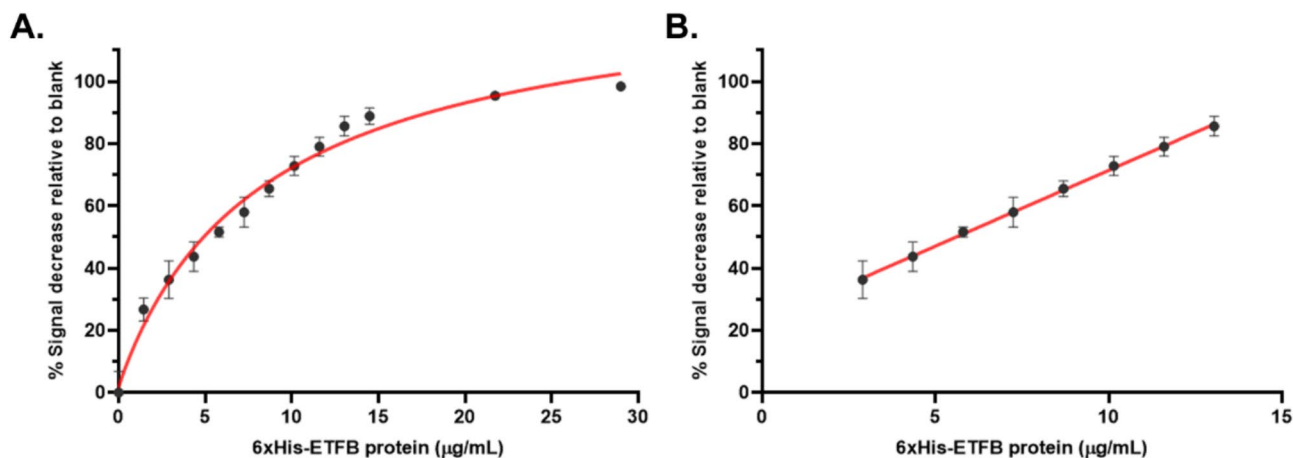 A.
B.
% Signal decrease relative to blank
100
80
60
40
20
0
0 5 10 15 20 25 30
6xHis-ETFB protein (μg/mL)
% Signal decrease relative to blank
100
80
60
40
20
0
0 5 10 15
6xHis-ETFB protein (μg/mL)